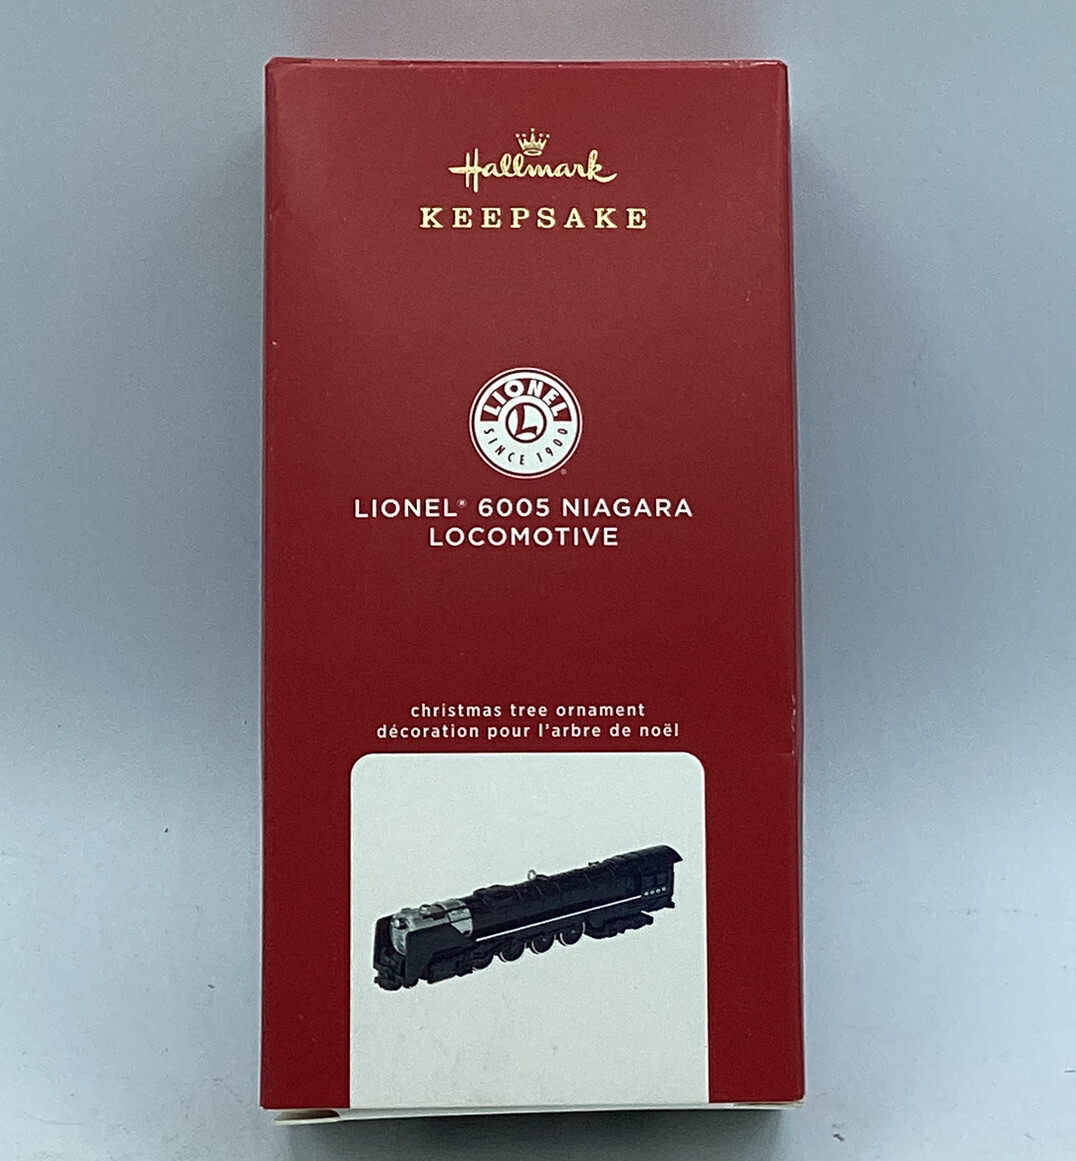 Hallmark
KEEPSAKE
LIONEL
L
SINCE 1900
LIONEL® 6005 NIAGARA
LOCOMOTIVE
christmas tree ornament
décoration pour l'arbre de noël